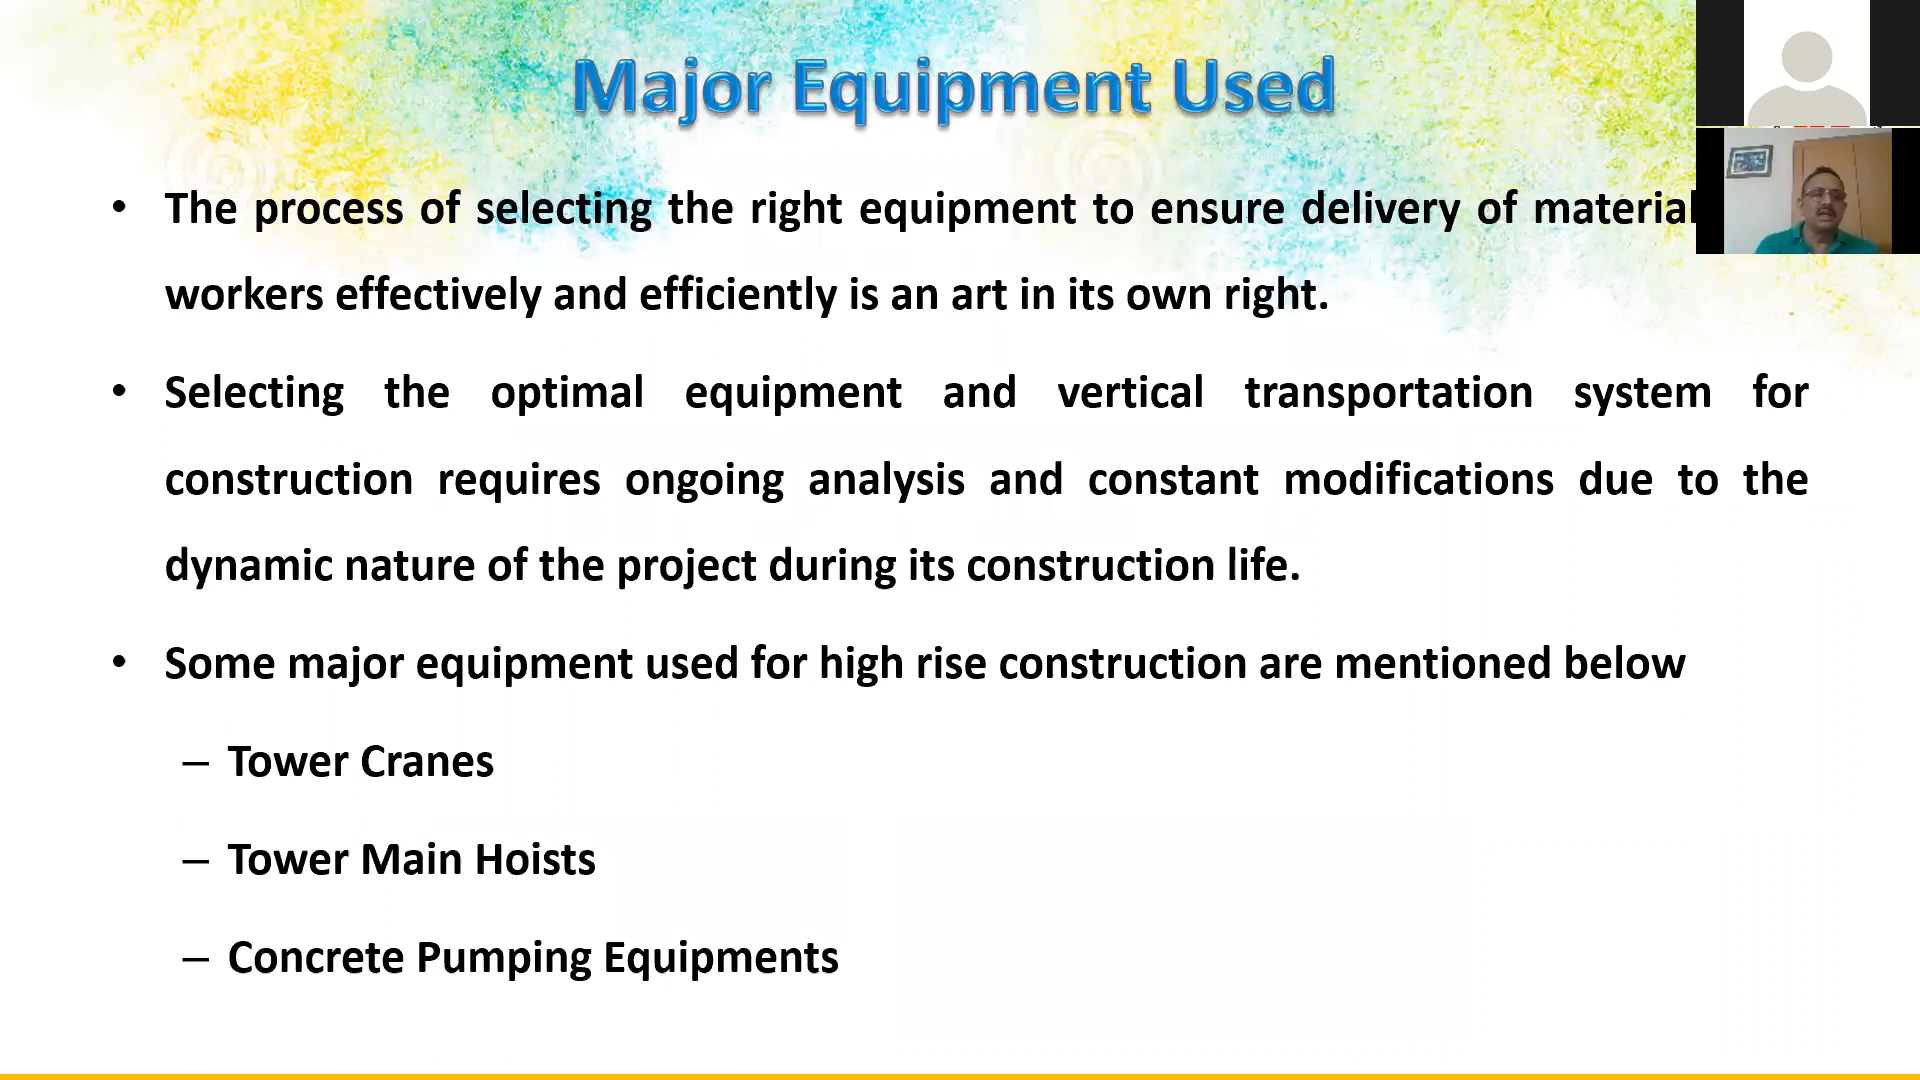 Major Equipment Used
• The process of selecting the right equipment to ensure delivery of material
workers effectively and efficiently is an art in its own right.
• Selecting the optimal equipment and vertical transportation system for
construction requires ongoing analysis and constant modifications due to the
dynamic nature of the project during its construction life.
• Some major equipment used for high rise construction are mentioned below
– Tower Cranes
– Tower Main Hoists
– Concrete Pumping Equipments